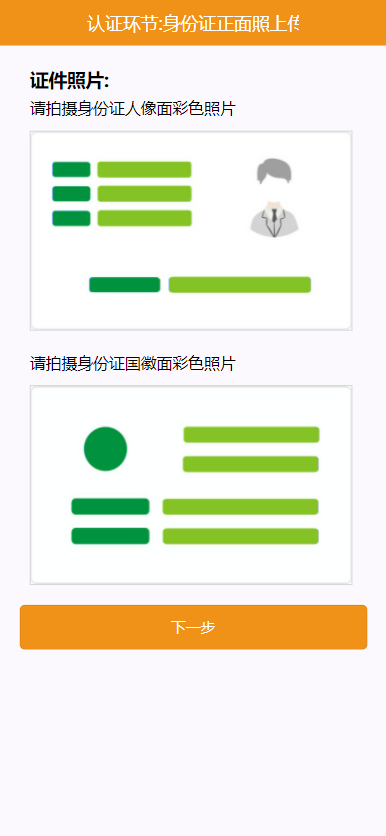 认证环节:身份证正面照上传
证件照片:
请拍摄身份证人像面彩色照片
请拍摄身份证国徽面彩色照片
下一步